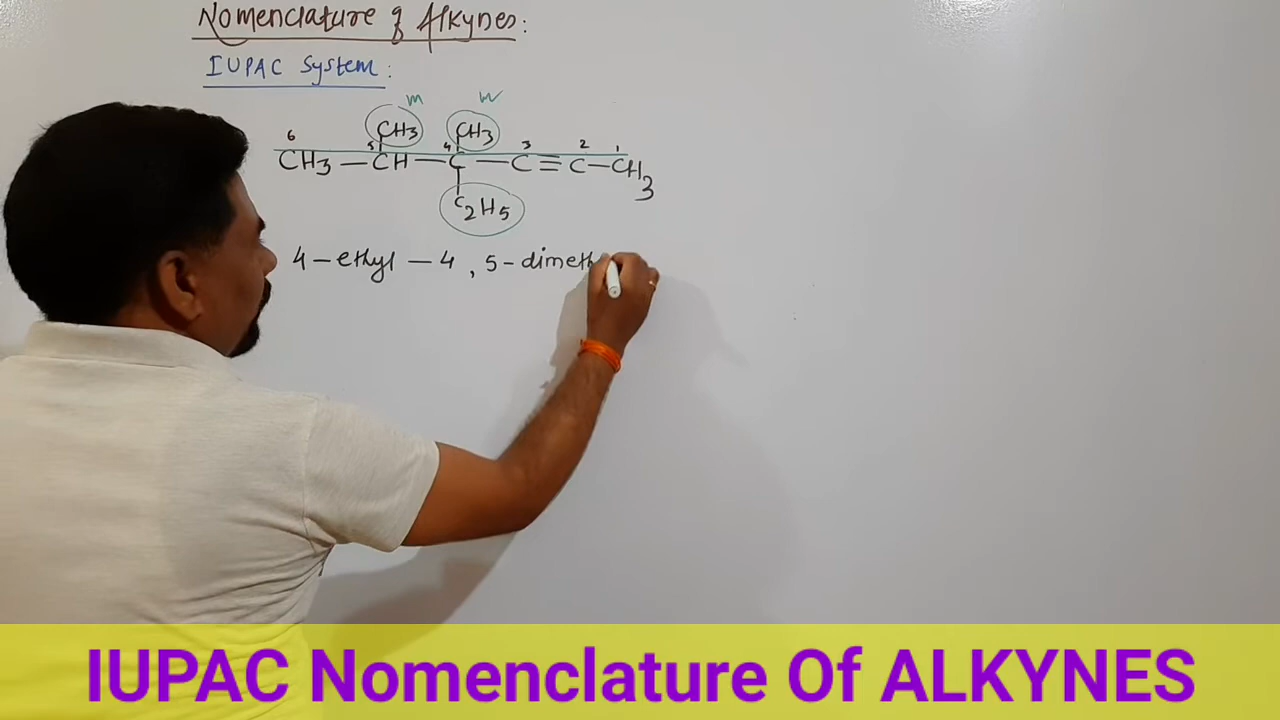 Nomenclature of Alkynes:
IUPAC System:
m
CH3 CH3
6 5 4 3 2 1
CH3 — CH — C — C ≡ C — CH3
C2H5
4 - ethyl - 4, 5 - dimeth
IUPAC Nomenclature Of ALKYNES